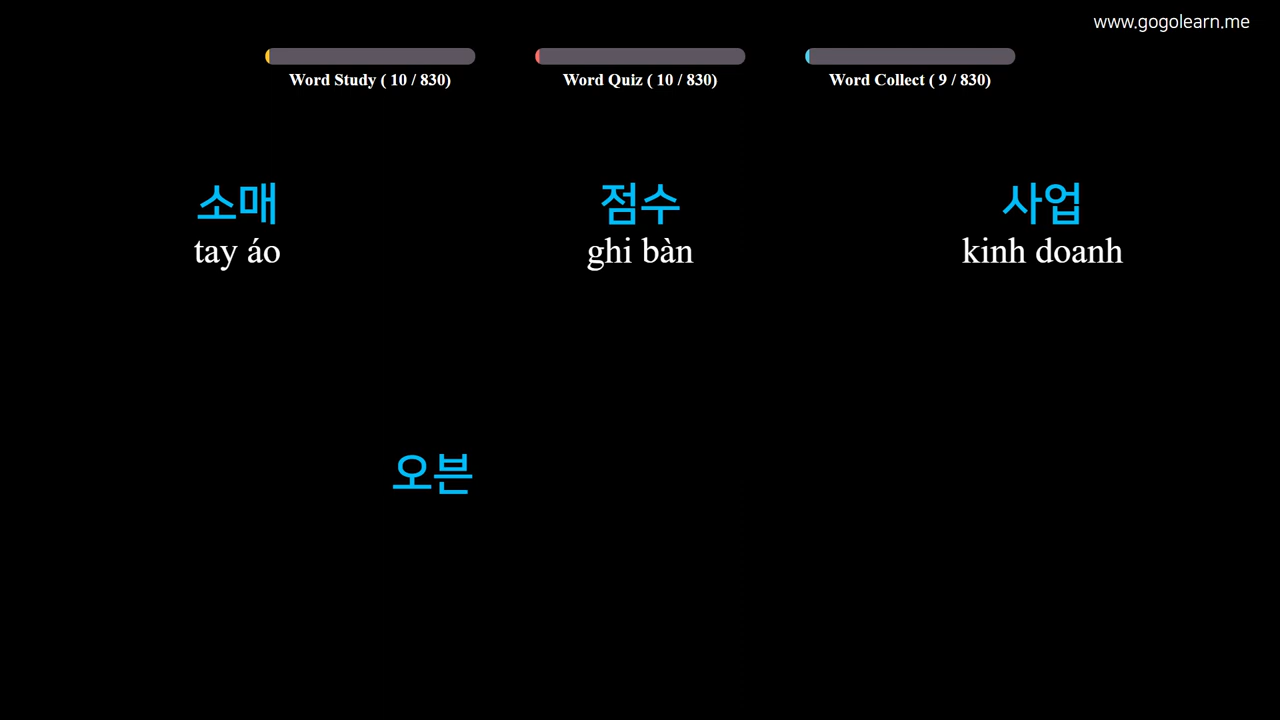 www.gogolearn.me
Word Study ( 10 / 830)
Word Quiz ( 10 / 830)
Word Collect ( 9 / 830)
소매
점수
사업
tay áo
ghi bàn
kinh doanh
오븐